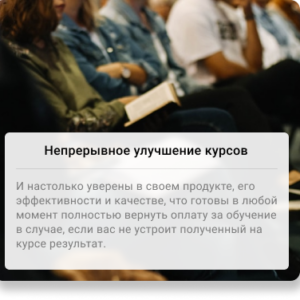 Непрерывное улучшение курсов
И настолько уверены в своем продукте, его
эффективности и качестве, что готовы в любой
момент полностью вернуть оплату за обучение
в случае, если вас не устроит полученный на
курсе результат.